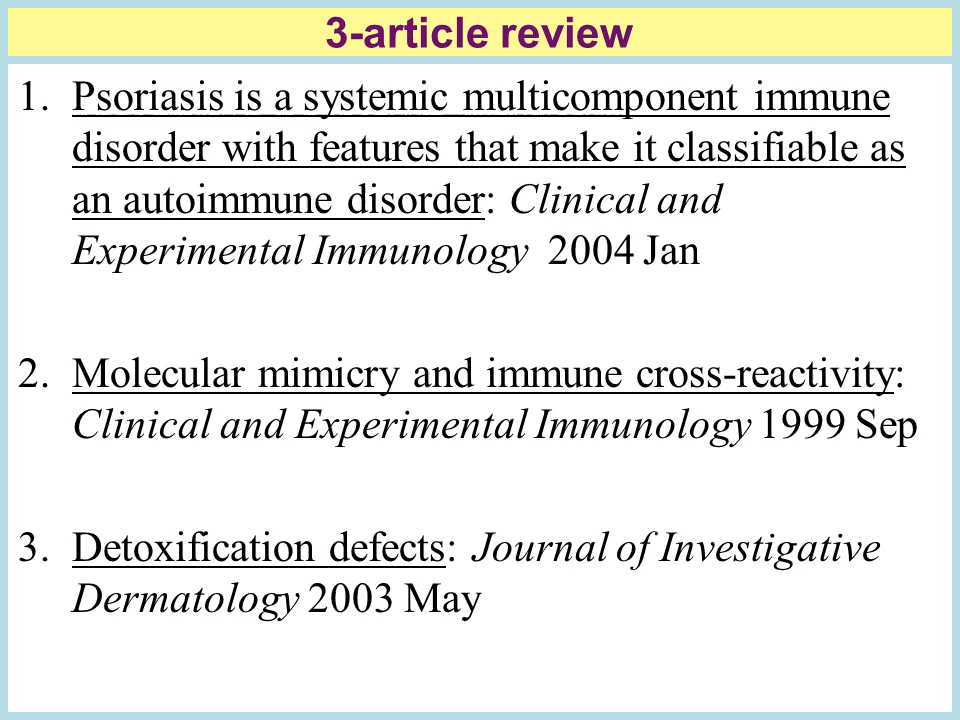 3-article review
1. Psoriasis is a systemic multicomponent immune
disorder with features that make it classifiable as
an autoimmune disorder: Clinical and
Experimental Immunology 2004 Jan
2. Molecular mimicry and immune cross-reactivity:
Clinical and Experimental Immunology 1999 Sep
3. Detoxification defects: Journal of Investigative
Dermatology 2003 May